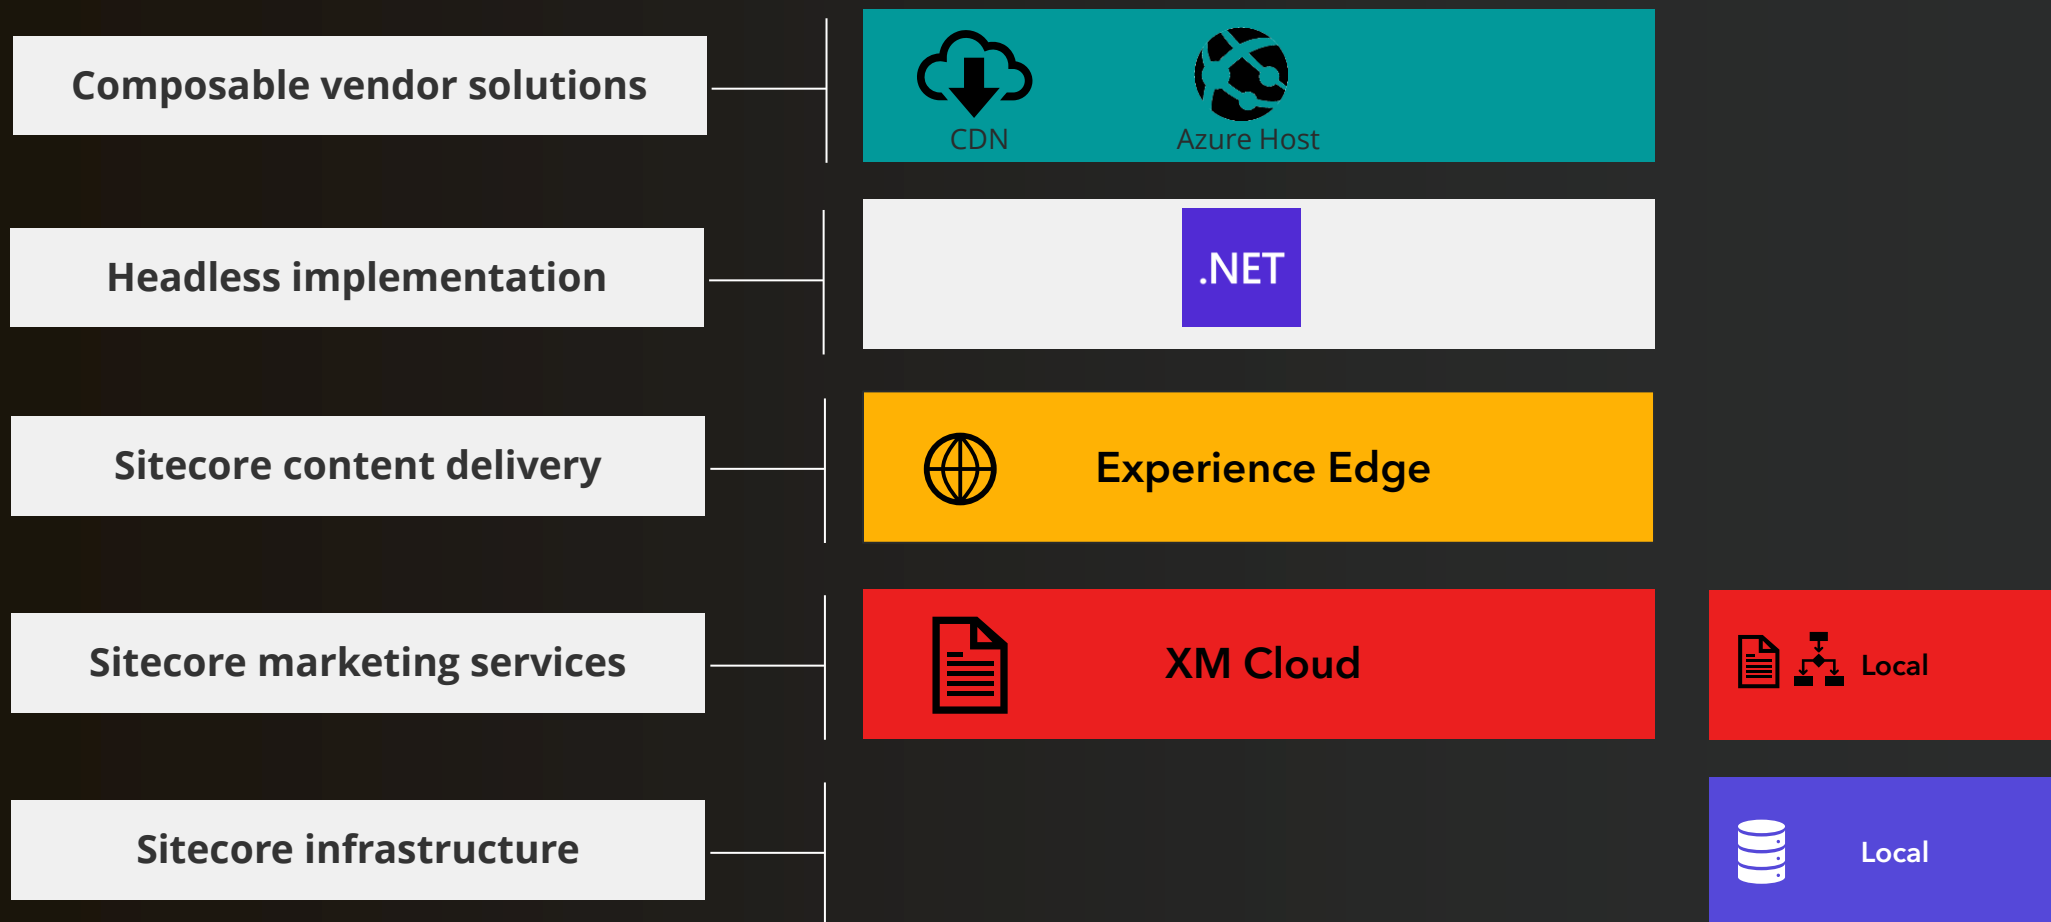 Composable vendor solutions
CDN
Azure Host
Headless implementation
.NET
Sitecore content delivery
Experience Edge
Sitecore marketing services
XM Cloud
Local
Sitecore infrastructure
Local